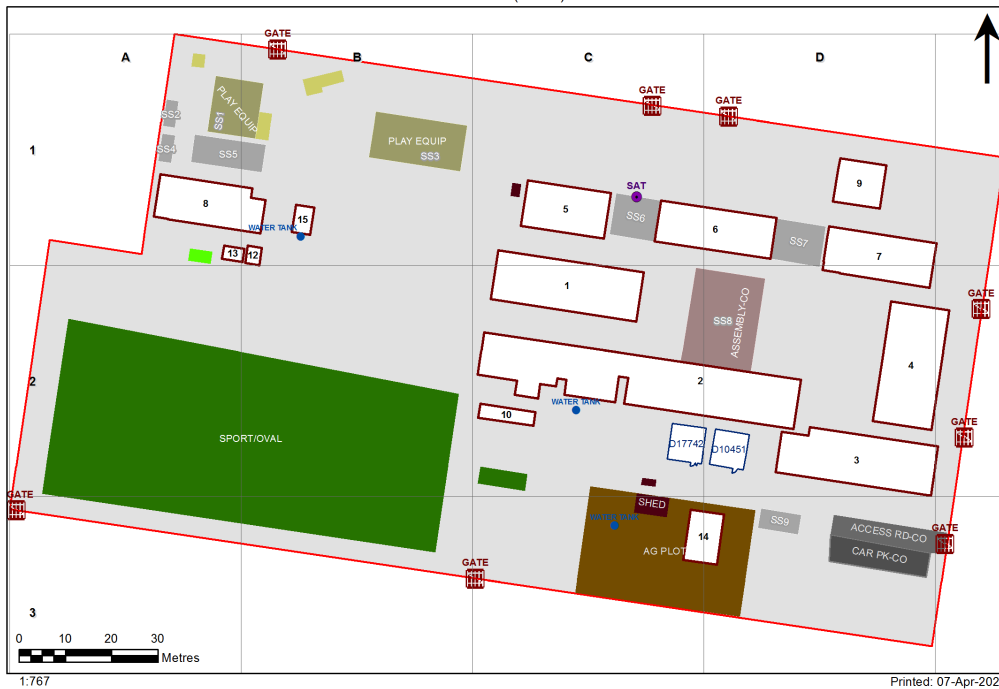 GATE
A
B
C
D
GATE
GATE
PLAY EQUIP
SS1
SS2
SS4
SS5
PLAY EQUIP
SS3
1
9
SAT
8
15
WATER TANK
5
SS6
6
SS7
7
13
12
1
GATE
SS8
ASSEMBLY-CO
4
2
2
WATER TANK
10
SPORT/OVAL
D17742
D10451
3
GATE
GATE
SHED
WATER TANK
AG PLOT
14
SS9
ACCESS RD-CO
CAR PK-CO
GATE
GATE
3
0 10 20 30
Metres
1:767
Printed: 07-Apr-202